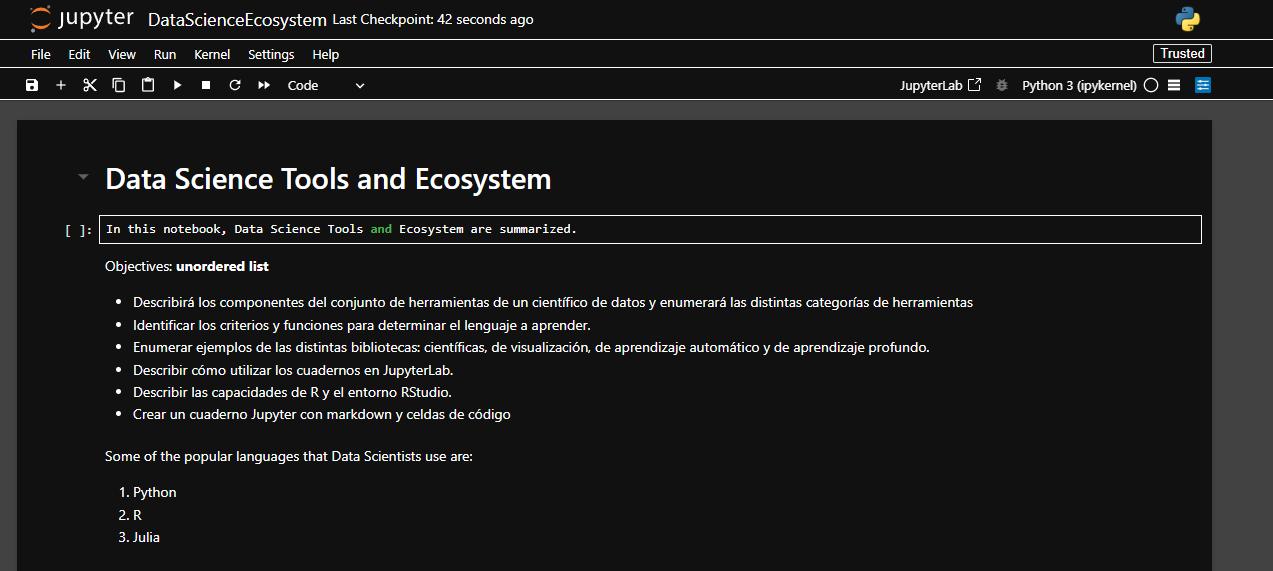 jupyter DataScienceEcosystem Last Checkpoint: 42 seconds ago
File Edit View Run Kernel Settings Help Trusted
Code JupyterLab Python 3 (ipykernel)
Data Science Tools and Ecosystem
[ ]: In this notebook, Data Science Tools and Ecosystem are summarized.
Objectives: unordered list
• Describirá los componentes del conjunto de herramientas de un científico de datos y enumerará las distintas categorías de herramientas
• Identificar los criterios y funciones para determinar el lenguaje a aprender.
• Enumerar ejemplos de las distintas bibliotecas: científicas, de visualización, de aprendizaje automático y de aprendizaje profundo.
• Describir cómo utilizar los cuadernos en JupyterLab.
• Describir las capacidades de R y el entorno RStudio.
• Crear un cuaderno Jupyter con markdown y celdas de código
Some of the popular languages that Data Scientists use are:
1. Python
2. R
3. Julia